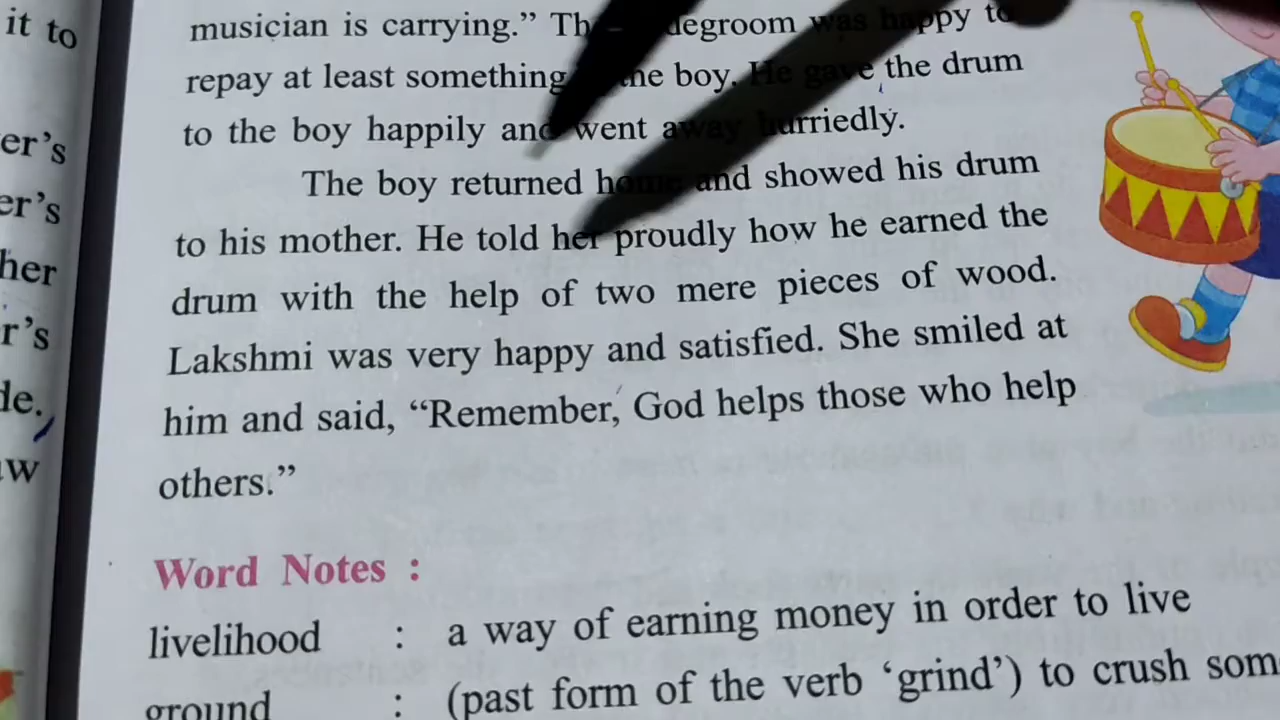 it to
er's
er's
her
r's
de.
w
musician is carrying." degroom was happy to
repay at least something the boy. He gave the drum
to the boy happily and went away hurriedly.
The boy returned home and showed his drum
to his mother. He told her proudly how he earned the
drum with the help of two mere pieces of wood.
Lakshmi was very happy and satisfied. She smiled at
him and said, "Remember, God helps those who help
others."
Word Notes :
livelihood : a way of earning money in order to live
ground : (past form of the verb 'grind') to crush som